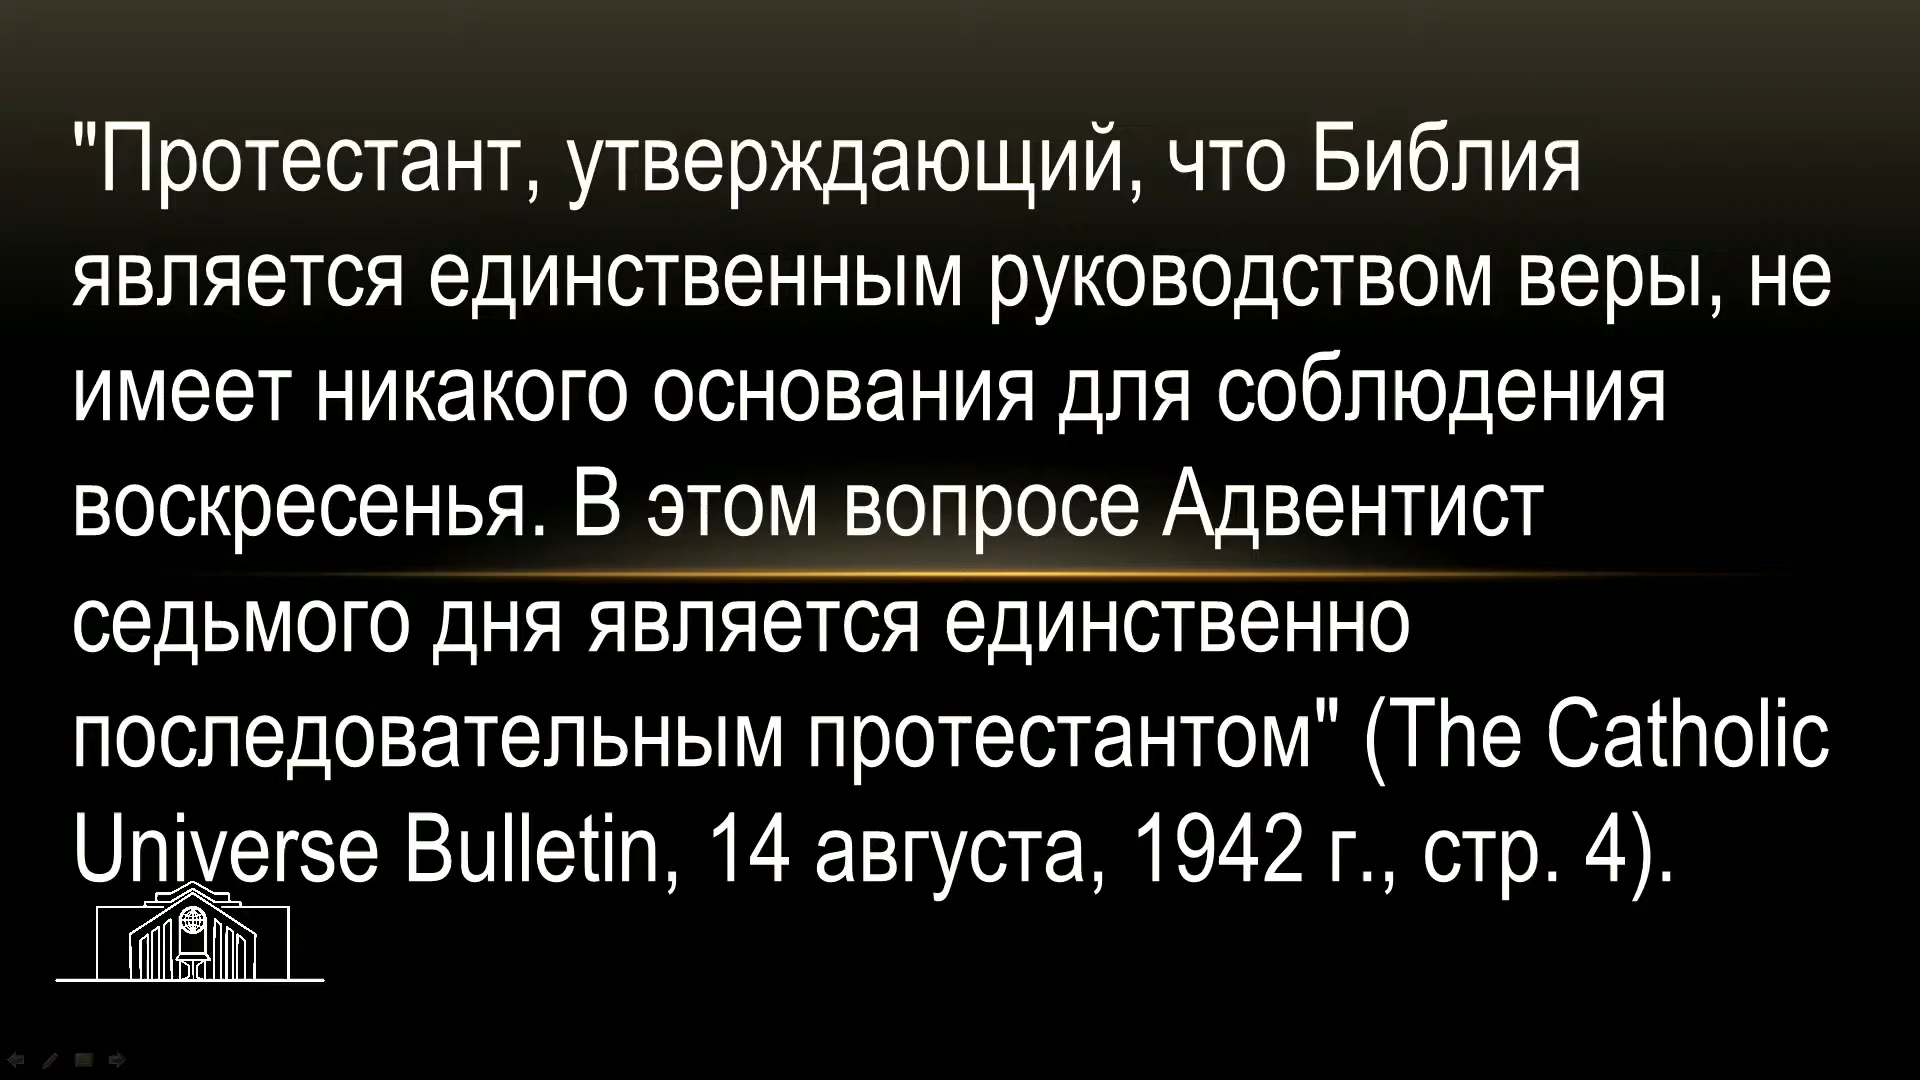 "Протестант, утверждающий, что Библия
является единственным руководством веры, не
имеет никакого основания для соблюдения
воскресенья. В этом вопросе Адвентист
седьмого дня является единственно
последовательным протестантом" (The Catholic
Universe Bulletin, 14 августа, 1942 г., стр. 4).